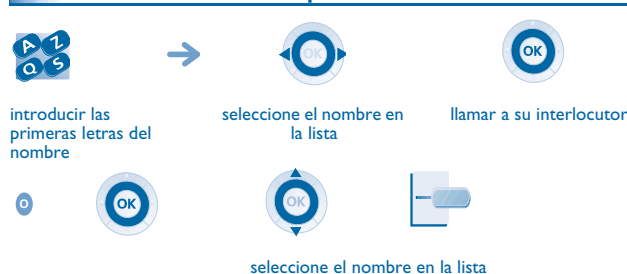 A Z
Q S
OK
OK
introducir las
primeras letras del
nombre
seleccione el nombre en
la lista
llamar a su interlocutor
o
OK
OK
seleccione el nombre en la lista